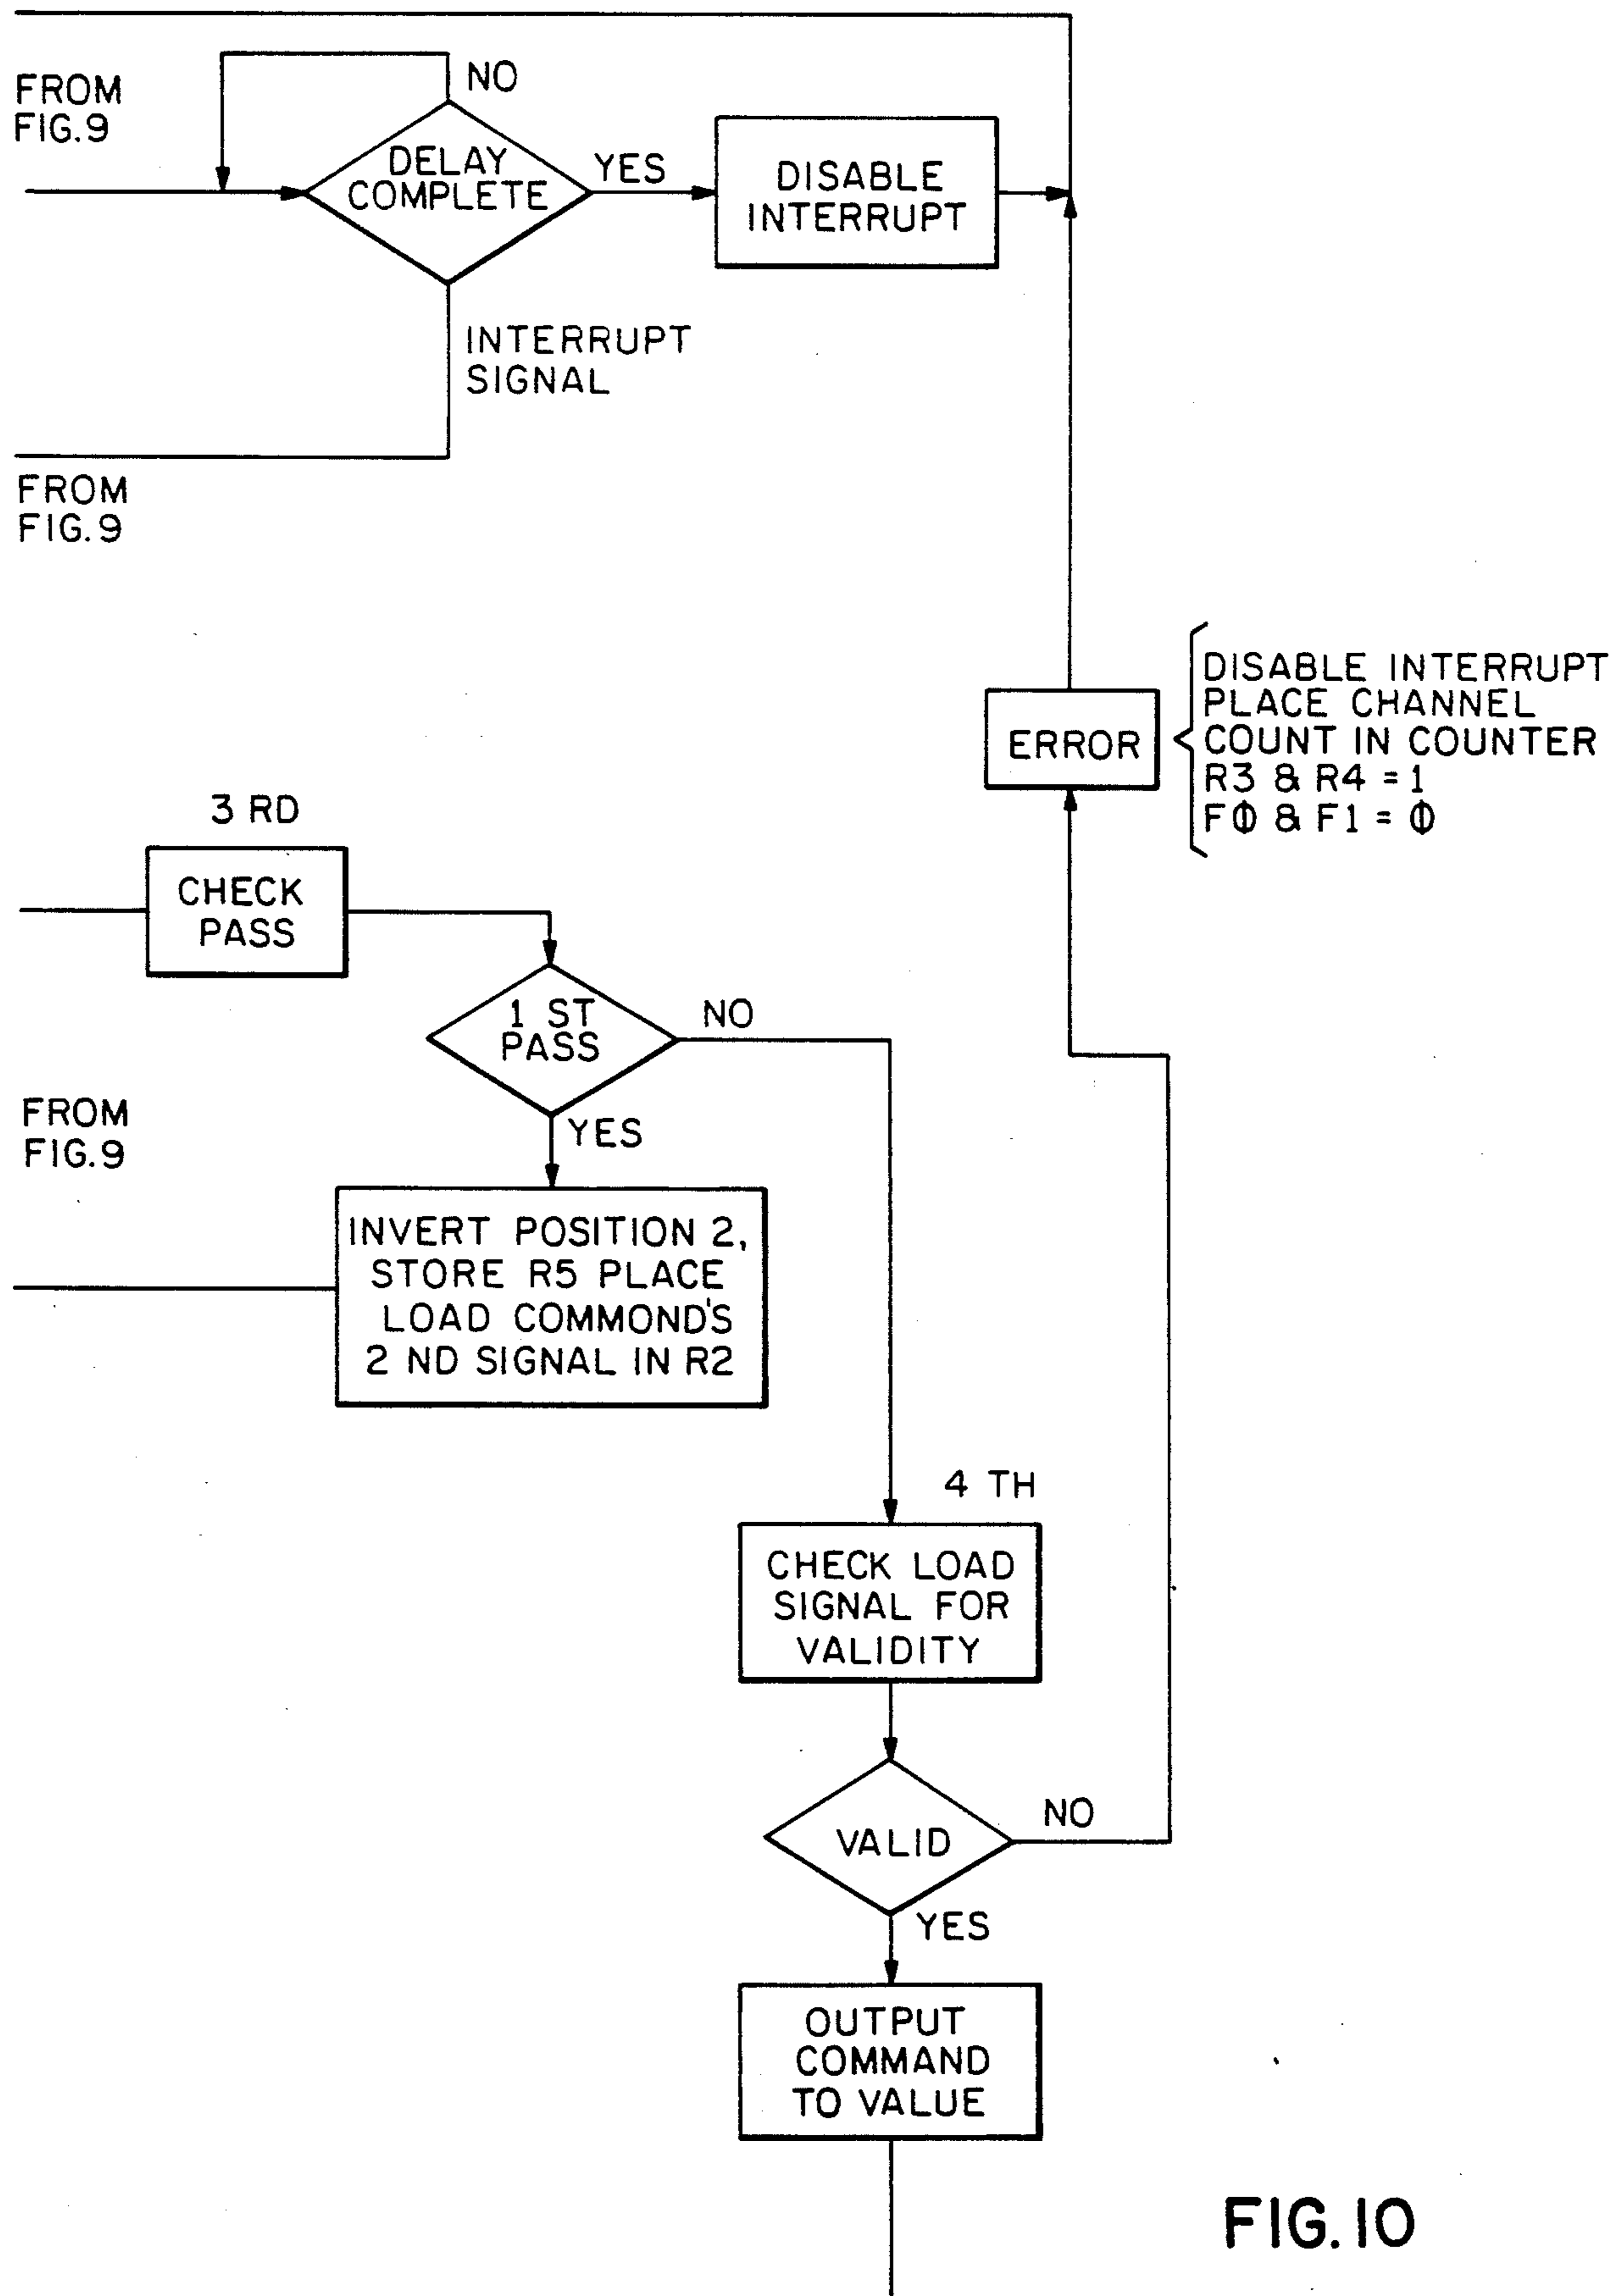 FROM
FIG.9
NO
DELAY
COMPLETE
YES
DISABLE
INTERRUPT
INTERRUPT
SIGNAL
FROM
FIG.9
ERROR
DISABLE INTERRUPT
PLACE CHANNEL
COUNT IN COUNTER
R3 & R4 = 1
FΦ & F1 = Φ
3 RD
CHECK
PASS
1 ST
PASS
NO
YES
FROM
FIG.9
INVERT POSITION 2,
STORE R5 PLACE
LOAD COMMOND'S
2 ND SIGNAL IN R2
4 TH
CHECK LOAD
SIGNAL FOR
VALIDITY
VALID
NO
YES
OUTPUT
COMMAND
TO VALUE
FIG.10